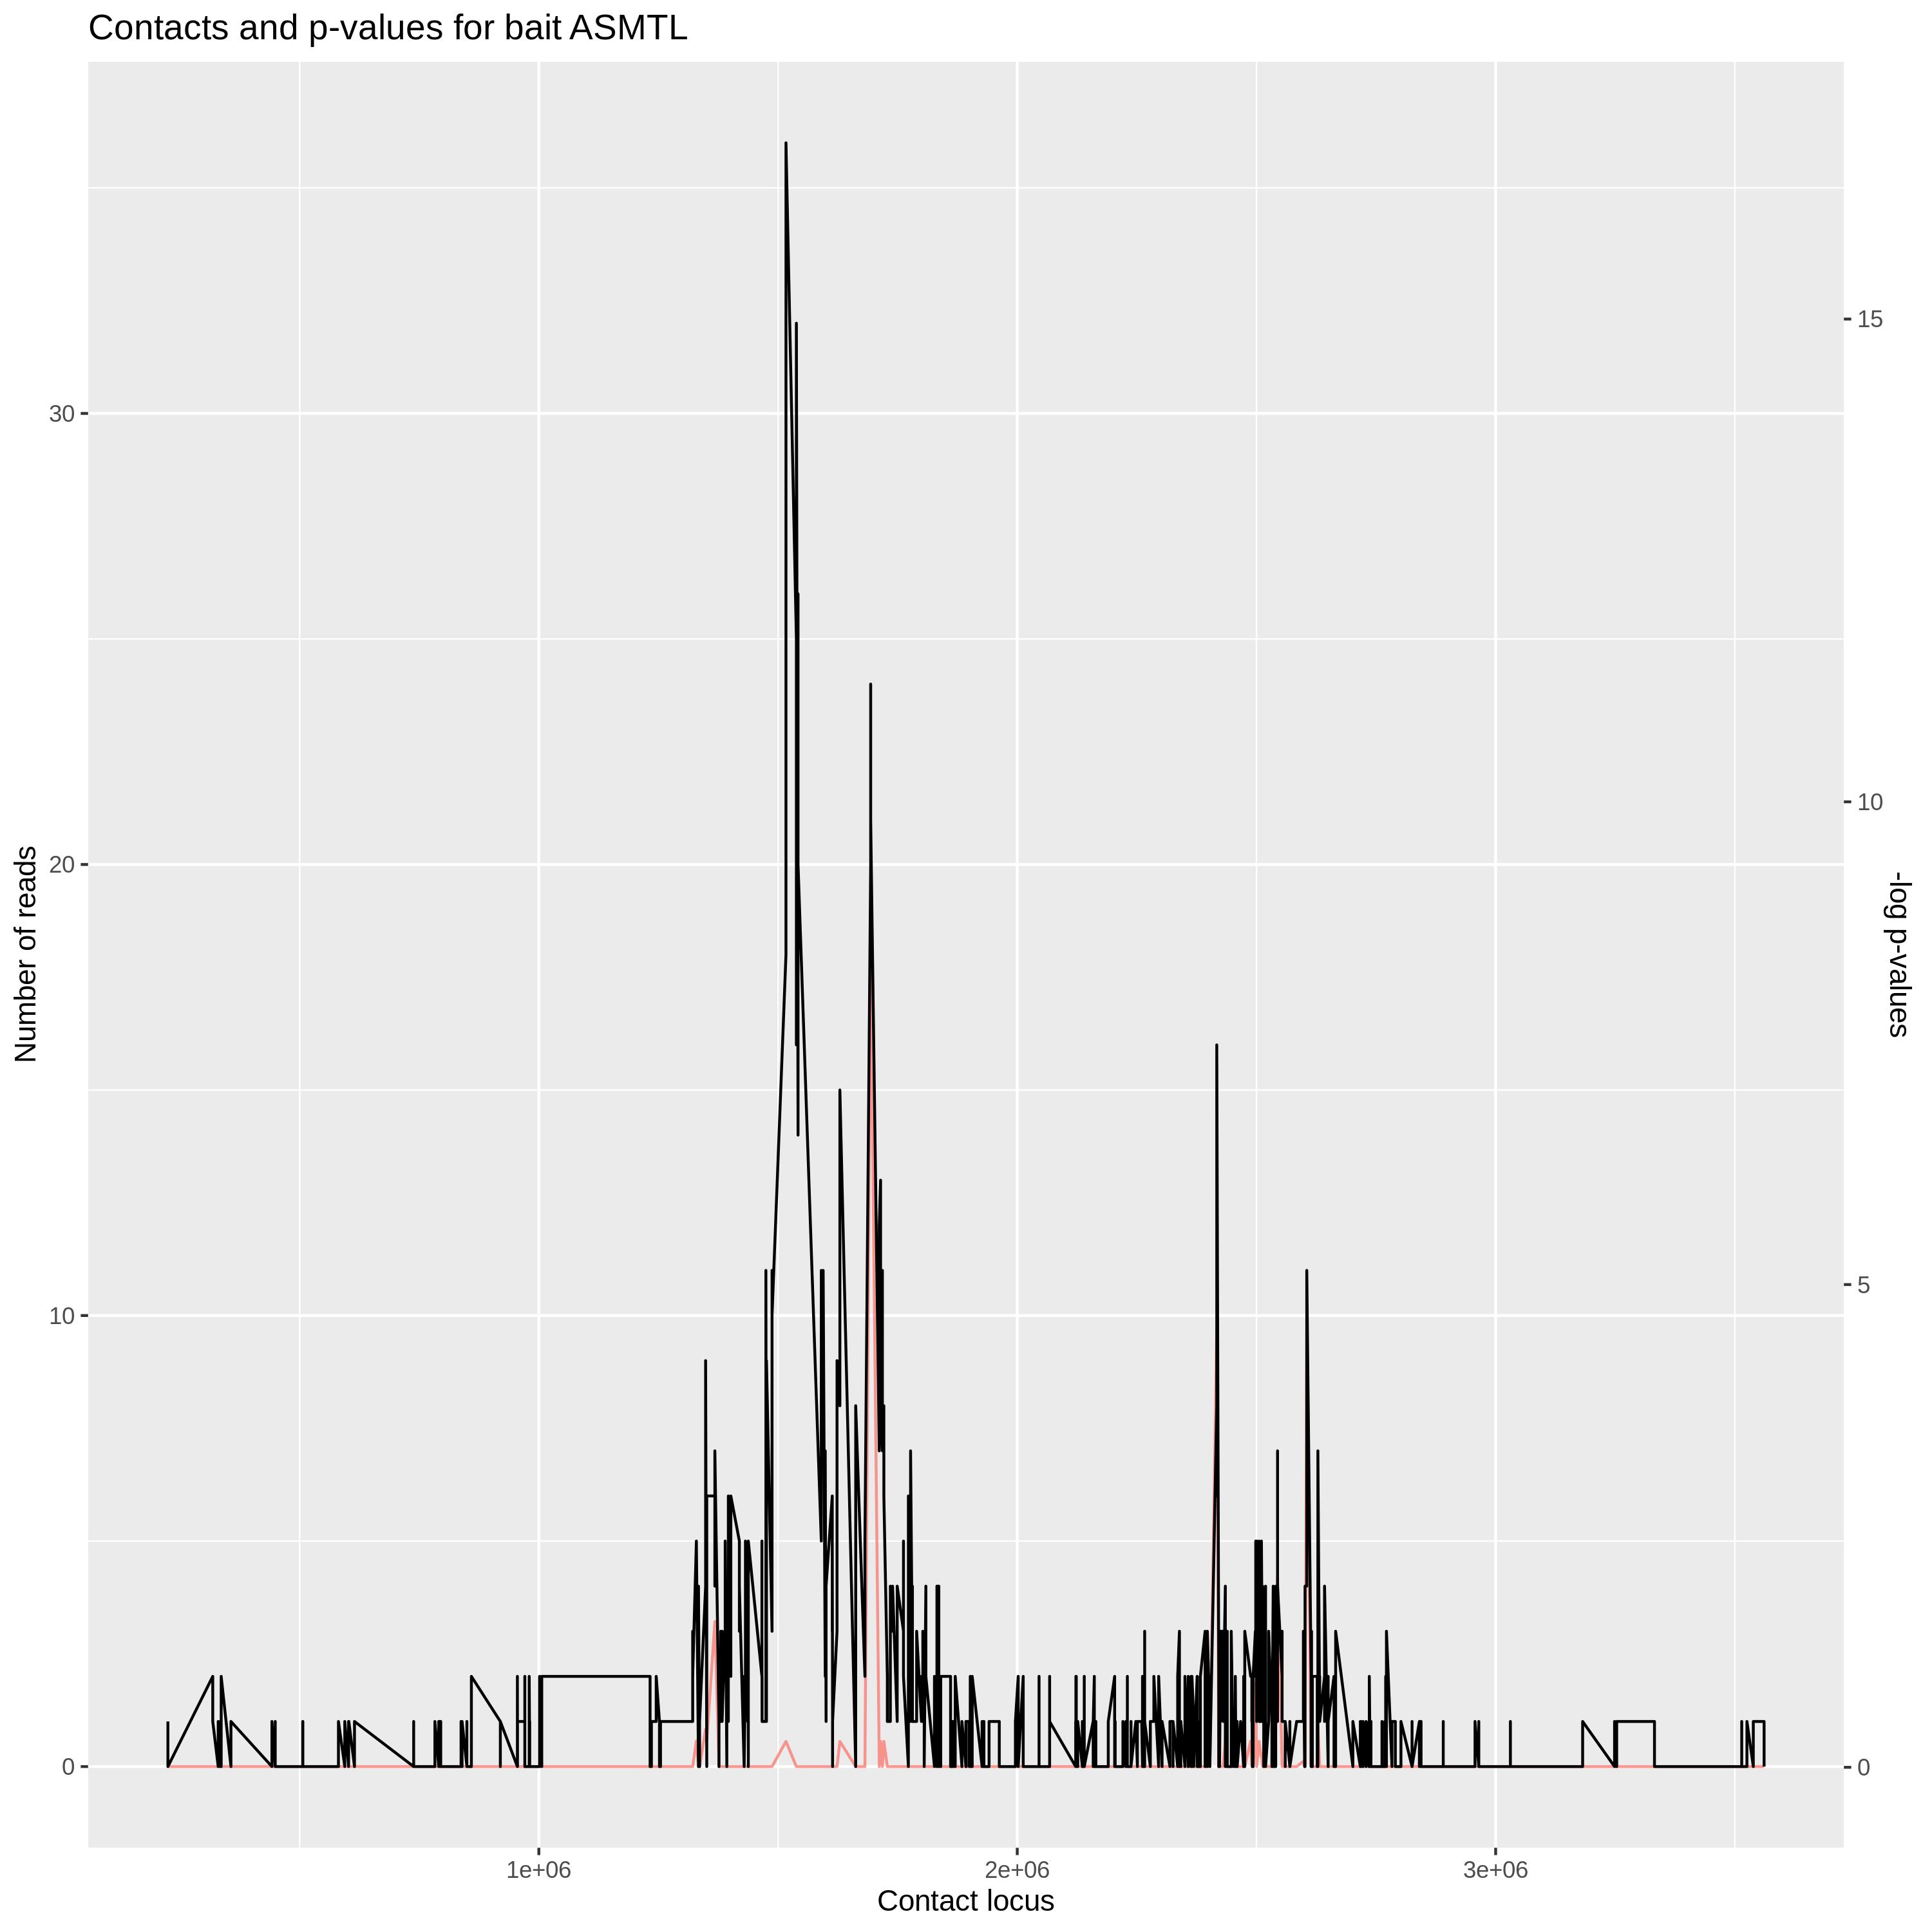 Contacts and p-values for bait ASMTL
30
20
10
0
Number of reads
15
10
5
0
-log p-values
1e+06
2e+06
3e+06
Contact locus